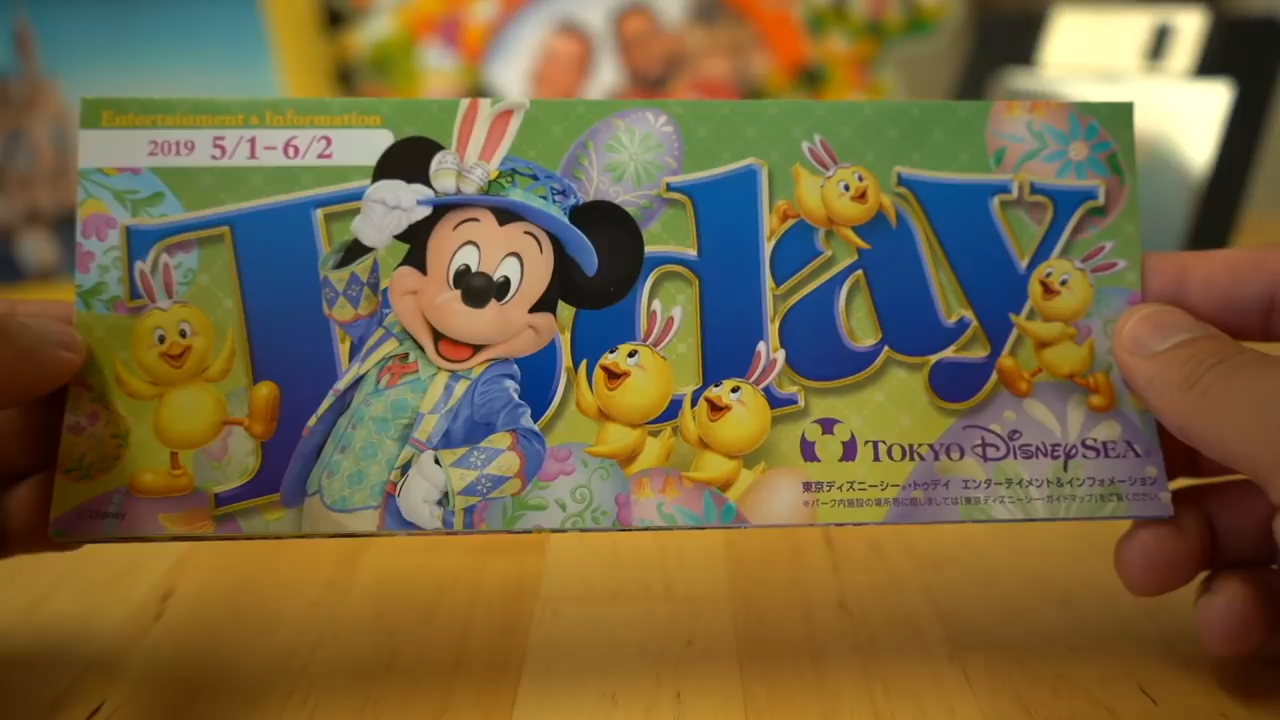 Entertainment & Information
2019 5/1-6/2
Today
TOKYO DISNEYSEA®
東京ディズニーシー®・トゥデイ エンターテイメント&インフォメーション
※パーク内施設の場所等に関しましては「東京ディズニーシー・ガイドマップ」をご覧ください。
© Disney